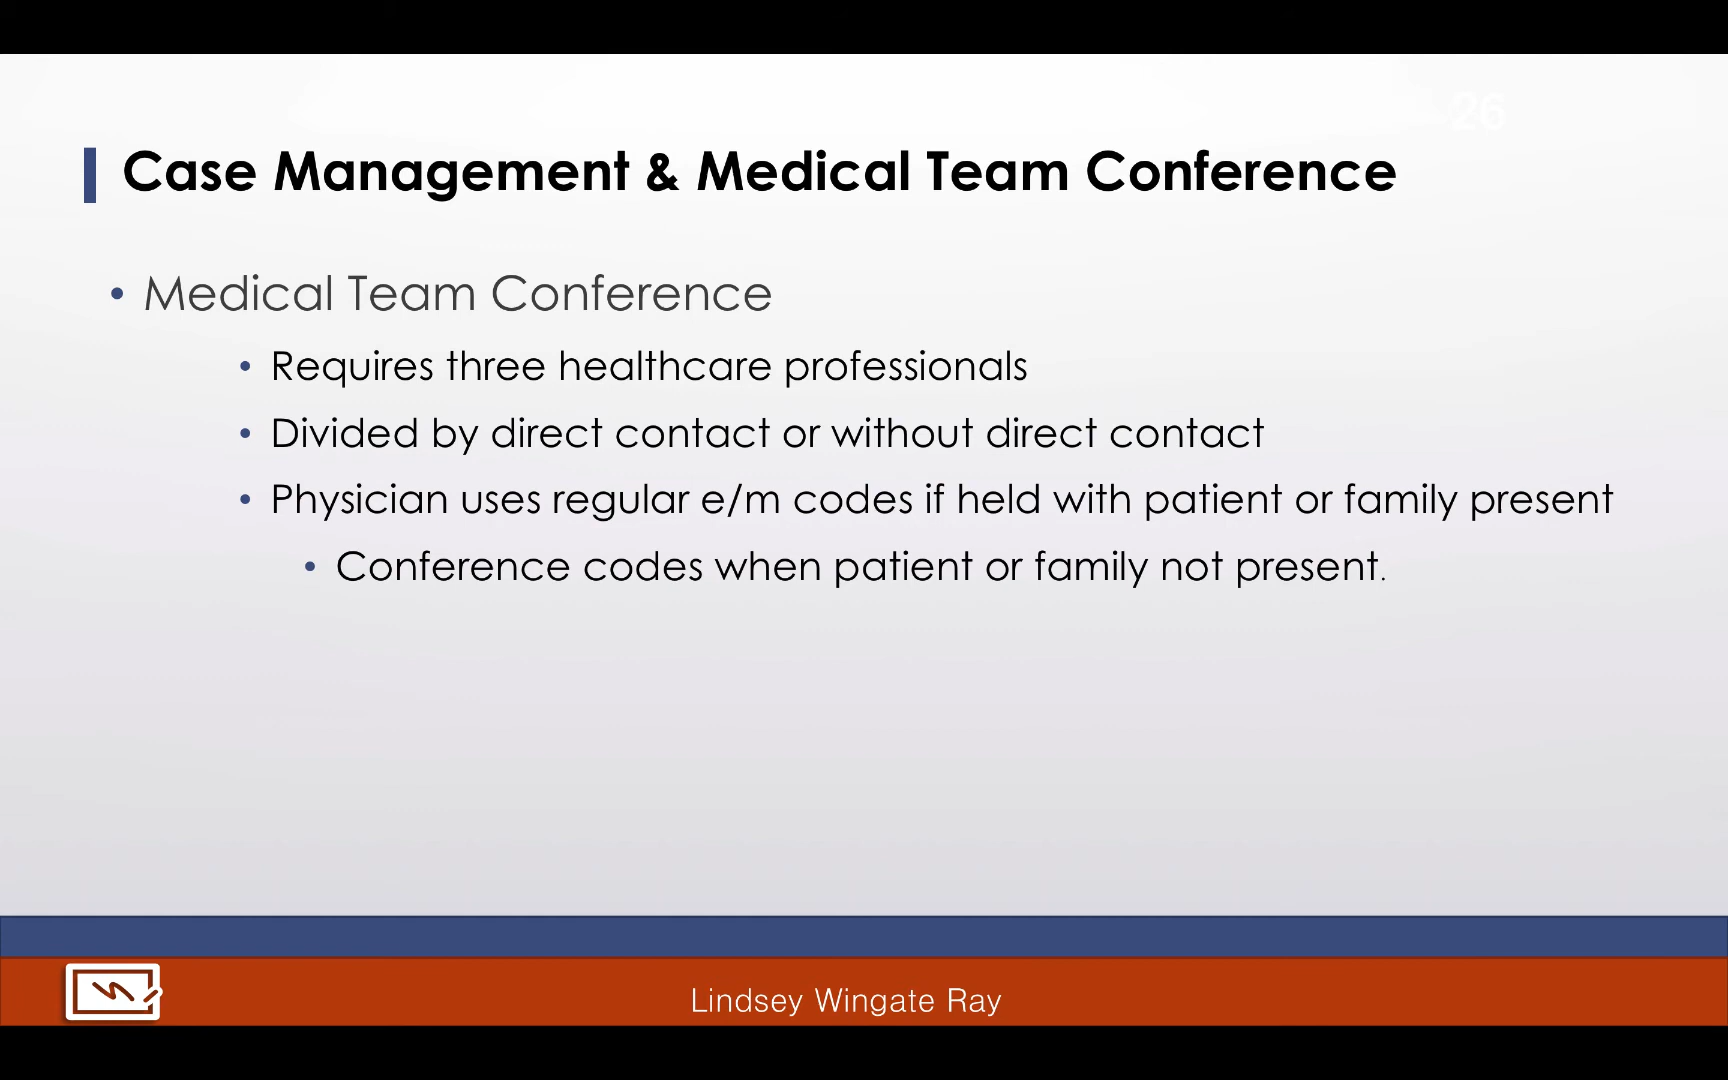 26
Case Management & Medical Team Conference
• Medical Team Conference
• Requires three healthcare professionals
• Divided by direct contact or without direct contact
• Physician uses regular e/m codes if held with patient or family present
• Conference codes when patient or family not present.
Lindsey Wingate Ray